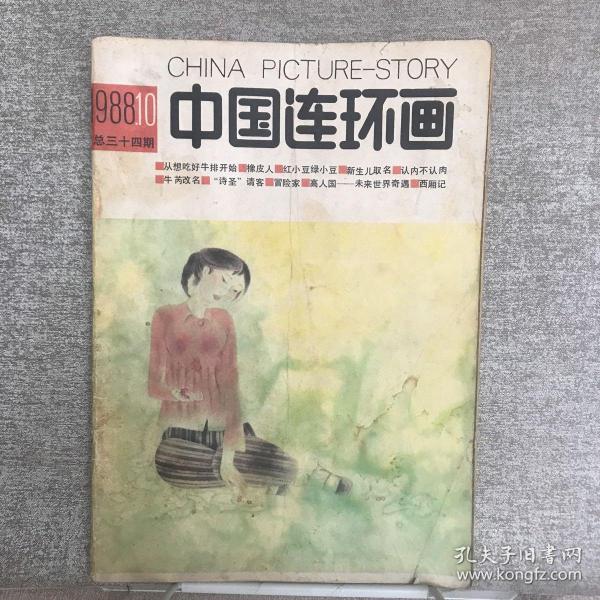 CHINA PICTURE-STORY
988.10
中国连环画
总三十四期
从想吃好牛排开始 橡皮人 红小豆绿小豆 新生儿取名 认内不认肉
牛芮改名 “诗圣”请客 冒险家 高人国——未来世界奇遇 西厢记
孔夫子旧书网
www.kongfz.com